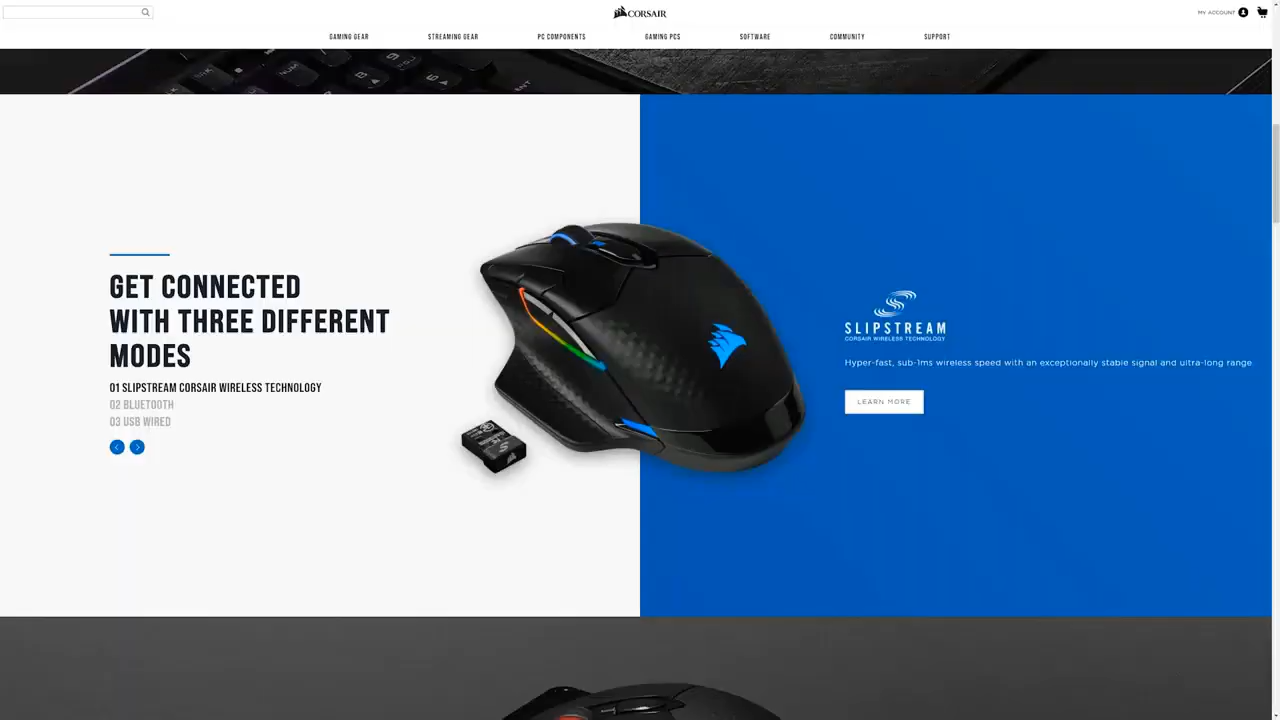 CORSAIR
MY ACCOUNT
GAMING GEAR
STREAMING GEAR
PC COMPONENTS
GAMING PCS
SOFTWARE
COMMUNITY
SUPPORT
GET CONNECTED
WITH THREE DIFFERENT
MODES
01 SLIPSTREAM CORSAIR WIRELESS TECHNOLOGY
02 BLUETOOTH
03 USB WIRED
SLIPSTREAM
CORSAIR WIRELESS TECHNOLOGY
Hyper-fast, sub-1ms wireless speed with an exceptionally stable signal and ultra-long range
LEARN MORE